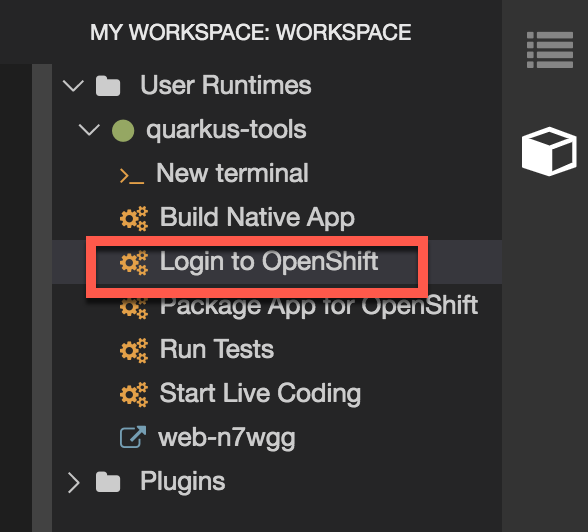 MY WORKSPACE: WORKSPACE
User Runtimes
quarkus-tools
New terminal
Build Native App
Login to OpenShift
Package App for OpenShift
Run Tests
Start Live Coding
web-n7wgg
Plugins